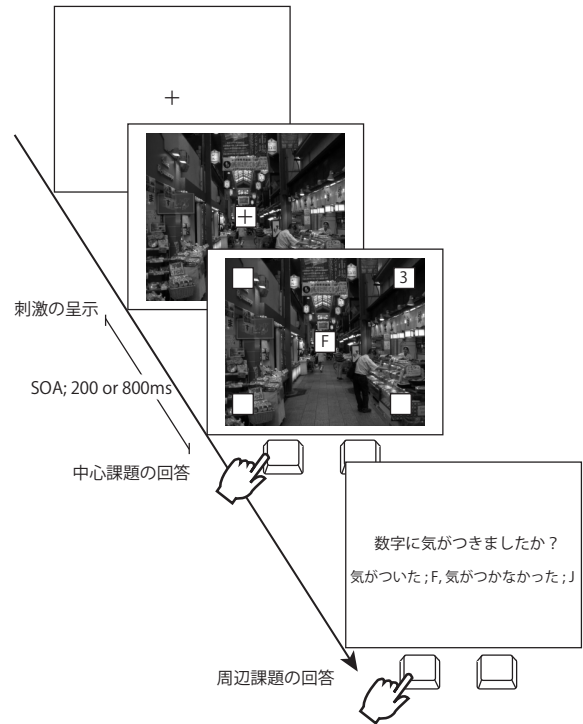 +
+
3
F
刺激の呈示
SOA; 200 or 800ms
中心課題の回答
数字に気がつきましたか？
気がついた ; F, 気がつかなかった ; J
周辺課題の回答